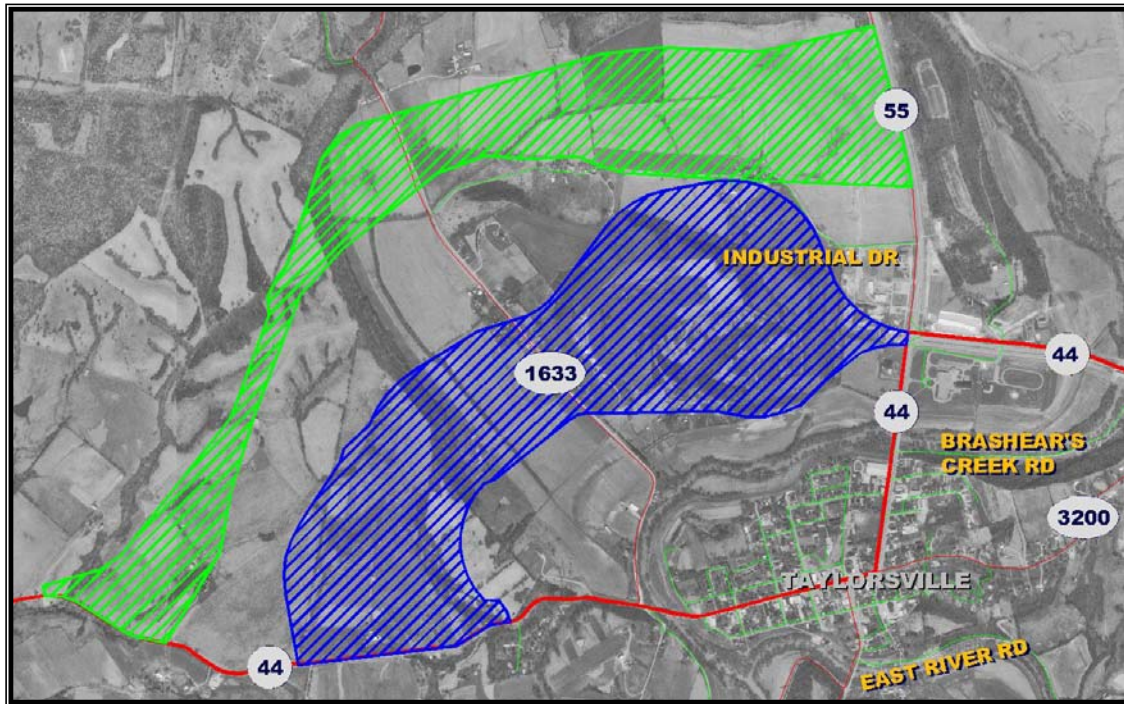 55
INDUSTRIAL DR
44
1633
44
BRASHEAR'S
CREEK RD
3200
TAYLORSVILLE
44
EAST RIVER RD